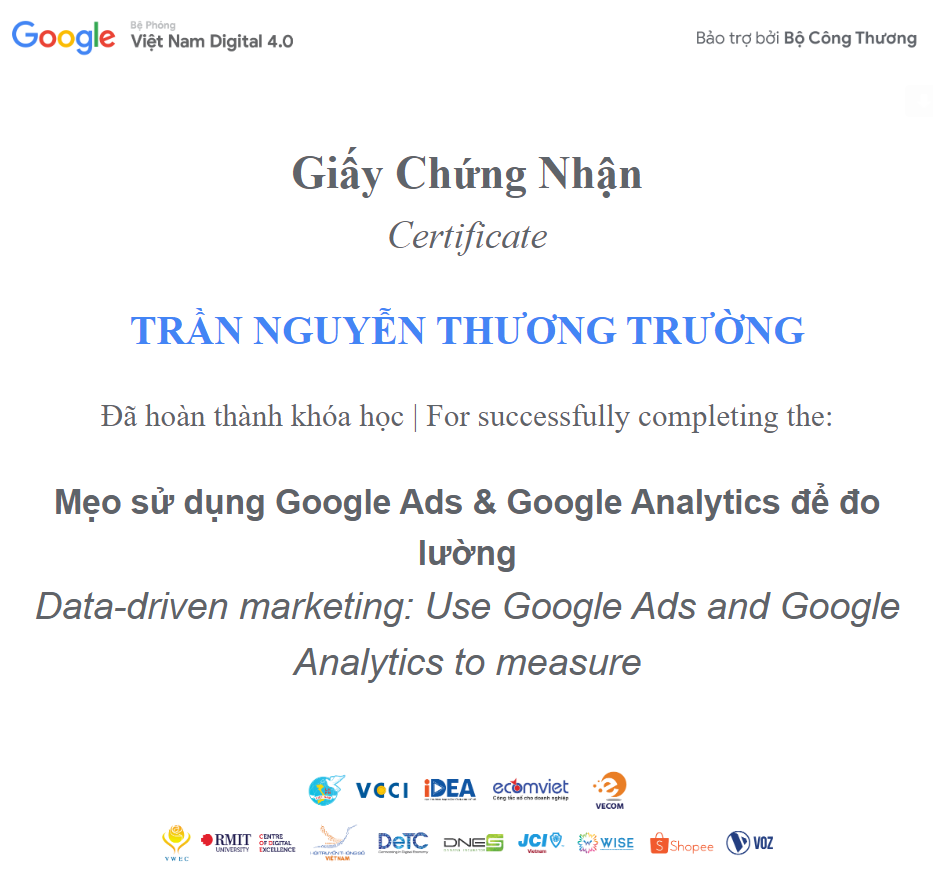 Google
Bệ Phóng
Việt Nam Digital 4.0
Bảo trợ bởi Bộ Công Thương
Giấy Chứng Nhận
Certificate
TRẦN NGUYỄN THƯƠNG TRƯỜNG
Đã hoàn thành khóa học | For successfully completing the:
Mẹo sử dụng Google Ads & Google Analytics để đo
lường
Data-driven marketing: Use Google Ads and Google
Analytics to measure
VCCI
iDEA
ecomviet
Công tác số cho doanh nghiệp
e
VECOM
VWEC
RMIT
UNIVERSITY
CENTRE
OF DIGITAL
EXCELLENCE
VIỆTNAM
DeTC
DNES
JCI
Vietnam
WISE
S
Shopee
VOZ